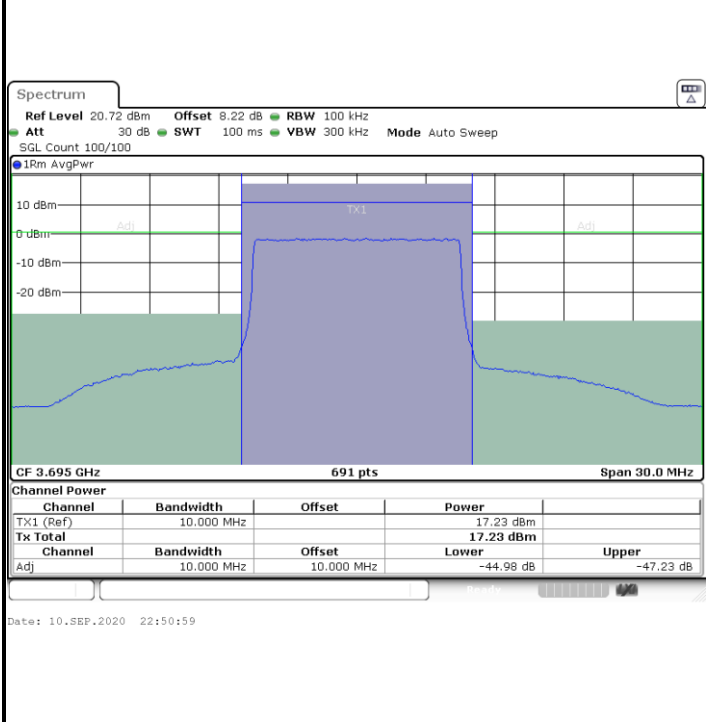 Spectrum
Ref Level 20.72 dBm Offset 8.22 dB RBW 100 kHz
Att 30 dB SWT 100 ms VBW 300 kHz Mode Auto Sweep
SGL Count 100/100
1Rm AvgPwr
10 dBm
TX1
Adj Adj
0 dBm
-10 dBm
-20 dBm
CF 3.695 GHz 691 pts Span 30.0 MHz
Channel Power
Channel Bandwidth Offset Power
TX1 (Ref) 10.000 MHz 17.23 dBm
Tx Total 17.23 dBm
Channel Bandwidth Offset Lower Upper
Adj 10.000 MHz 10.000 MHz -44.98 dB -47.23 dB
Ready
Date: 10.SEP.2020 22:50:59